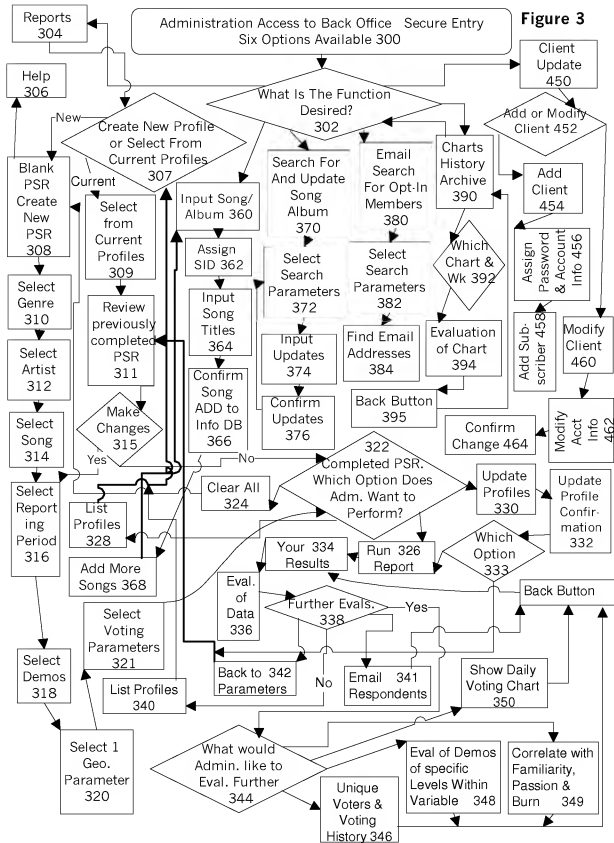 Figure 3
Administration Access to Back Office Secure Entry
Six Options Available 300
Reports
304
Help
306
What Is The Function
Desired?
302
Client
Update
450
Add or Modify
Client 452
New
Create New Profile
or Select From
Current Profiles
307
Current
Blank
PSR
Create
New
PSR
308
Select
from
Current
Profiles
309
Input Song/
Album 360
Search For
And Update
Song
Album
370
Email
Search
For Opt-In
Members
380
Charts
History
Archive
390
Add
Client
454
Assign
Password
& Account
Info 456
Assign
SID 362
Select
Search
Parameters
372
Select
Search
Parameters
382
Which
Chart &
Wk 392
Select
Genre
310
Review
previously
completed
PSR
311
Input
Song
Titles
364
Input
Updates
374
Find Email
Addresses
384
Evaluation
of Chart
394
Add Sub-
scriber 458
Modify
Client
460
Select
Artist
312
Confirm
Song
ADD to
Info DB
366
Confirm
Updates
376
Back Button
395
Make
Changes
315
Select
Song
314
Confirm
Change 464
Modify
Acct
Info 462
Yes
No
322
Completed PSR.
Which Option Does
Adm. Want to
Perform?
Clear All
324
Update
Profiles
330
Update
Profile
Confir-
mation
332
Select
Report
ing
Period
316
List
Profiles
328
Your 334
Results
Run 326
Report
Which
Option
333
Add More
Songs 368
Eval.
of
Data
336
Further Evals.
338
Yes
Back Button
Select
Voting
Parameters
321
Select
Demos
318
Back to 342
Parameters
No
Email 341
Respondents
Show Daily
Voting Chart
350
List Profiles
340
Select 1
Geo.
Parameter
320
What would
Admin. like to
Eval. Further
344
Unique
Voters &
Voting
History 346
Eval of Demos
of specific
Levels Within
Variable 348
Correlate with
Familiarity,
Passion &
Burn 349